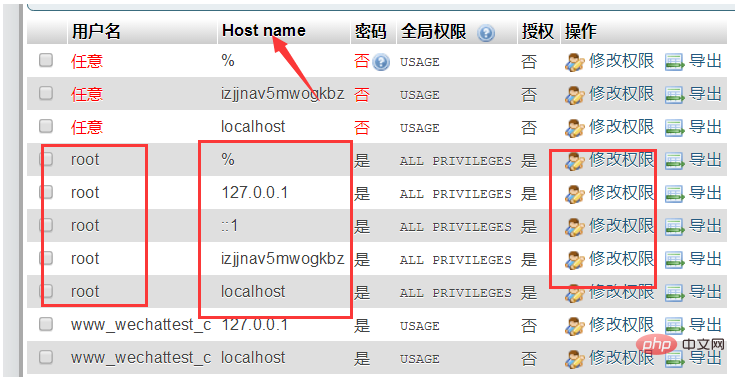 用户名 Host name 密码 全局权限 授权 操作
任意 % 否 USAGE 否 修改权限 导出
任意 izjjnav5mwogkbz 否 USAGE 否 修改权限 导出
任意 localhost 否 USAGE 否 修改权限 导出
root % 是 ALL PRIVILEGES 是 修改权限 导出
root 127.0.0.1 是 ALL PRIVILEGES 是 修改权限 导出
root ::1 是 ALL PRIVILEGES 是 修改权限 导出
root izjjnav5mwogkbz 是 ALL PRIVILEGES 是 修改权限 导出
root localhost 是 ALL PRIVILEGES 是 修改权限 导出
www_wechattest_c 127.0.0.1 是 USAGE 否 修改权限 导出
www_wechattest_c localhost 是 USAGE 否 修改权限 导出
php 中文网